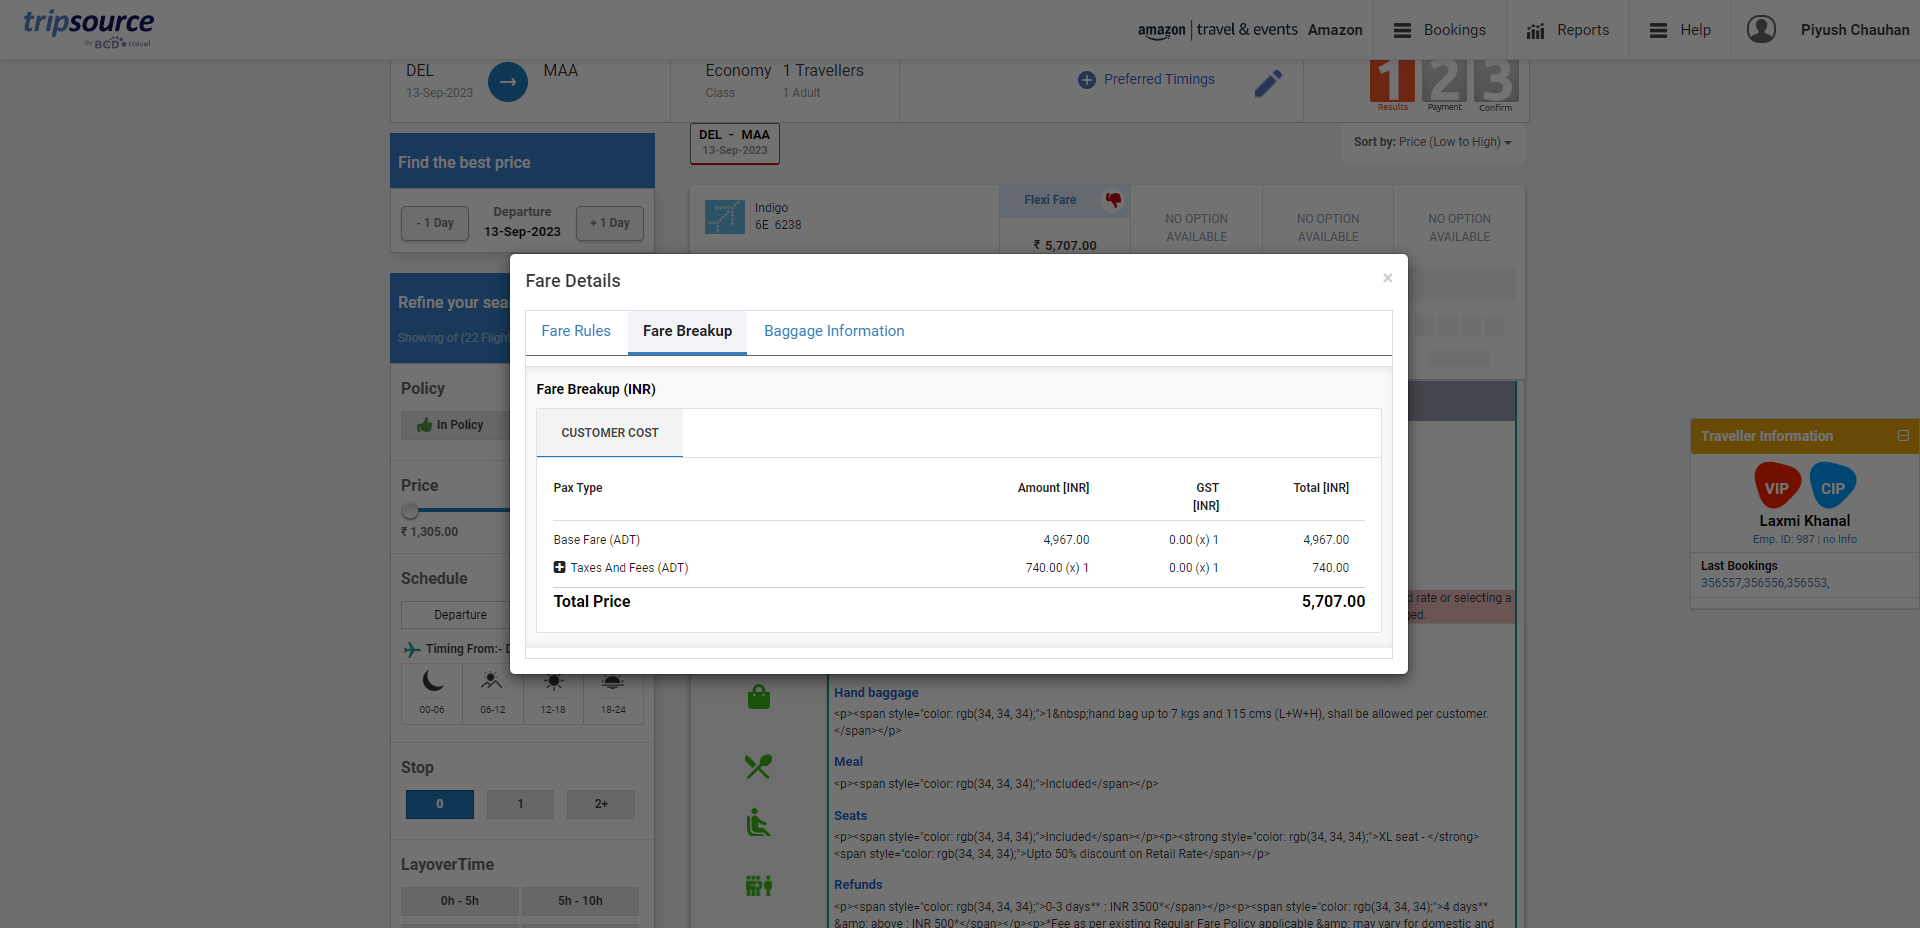 tripsource
by BCD travel
amazon | travel & events Amazon
Bookings
Reports
Help
Piyush Chauhan
DEL
13-Sep-2023
MAA
Economy
Class
1 Travellers
1 Adult
Preferred Timings
1 2 3
Results Payment Confirm
Find the best price
- 1 Day
Departure
13-Sep-2023
+ 1 Day
DEL - MAA
13-Sep-2023
Sort by: Price (Low to High)
Indigo
6E 6238
Flexi Fare
₹ 5,707.00
NO OPTION
AVAILABLE
NO OPTION
AVAILABLE
NO OPTION
AVAILABLE
Refine your sea
Showing of (22 Flight
Policy
In Policy
Price
₹ 1,305.00
Schedule
Departure
Timing From:- D
00-06
06-12
12-18
18-24
Stop
0
1
2+
LayoverTime
0h - 5h
5h - 10h
Fare Details
×
Fare Rules
Fare Breakup
Baggage Information
Fare Breakup (INR)
CUSTOMER COST
Pax Type Amount [INR] GST [INR] Total [INR]
Base Fare (ADT) 4,967.00 0.00 (x) 1 4,967.00
Taxes And Fees (ADT) 740.00 (x) 1 0.00 (x) 1 740.00
Total Price 5,707.00
rate or selecting a
Hand baggage
<p><span style="color: rgb(34, 34, 34);">1&nbsp;hand bag up to 7 kgs and 115 cms (L+W+H), shall be allowed per customer.
</span></p>
Meal
<p><span style="color: rgb(34, 34, 34);">Included</span></p>
Seats
<p><span style="color: rgb(34, 34, 34);">Included</span></p><p><strong style="color: rgb(34, 34, 34);">XL seat - </strong>
<span style="color: rgb(34, 34, 34);">Upto 50% discount on Retail Rate</span></p>
Refunds
<p><span style="color: rgb(34, 34, 34);">0-3 days** : INR 3500*</span></p><p><span style="color: rgb(34, 34, 34);">4 days**
&amp; above : INR 500*</span></p><p>*Fee as per existing Regular Fare Policy applicable &amp; may vary for domestic and
Traveller Information
VIP
CIP
Laxmi Khanal
Emp. ID: 987 | no Info
Last Bookings
356557,356556,356553,